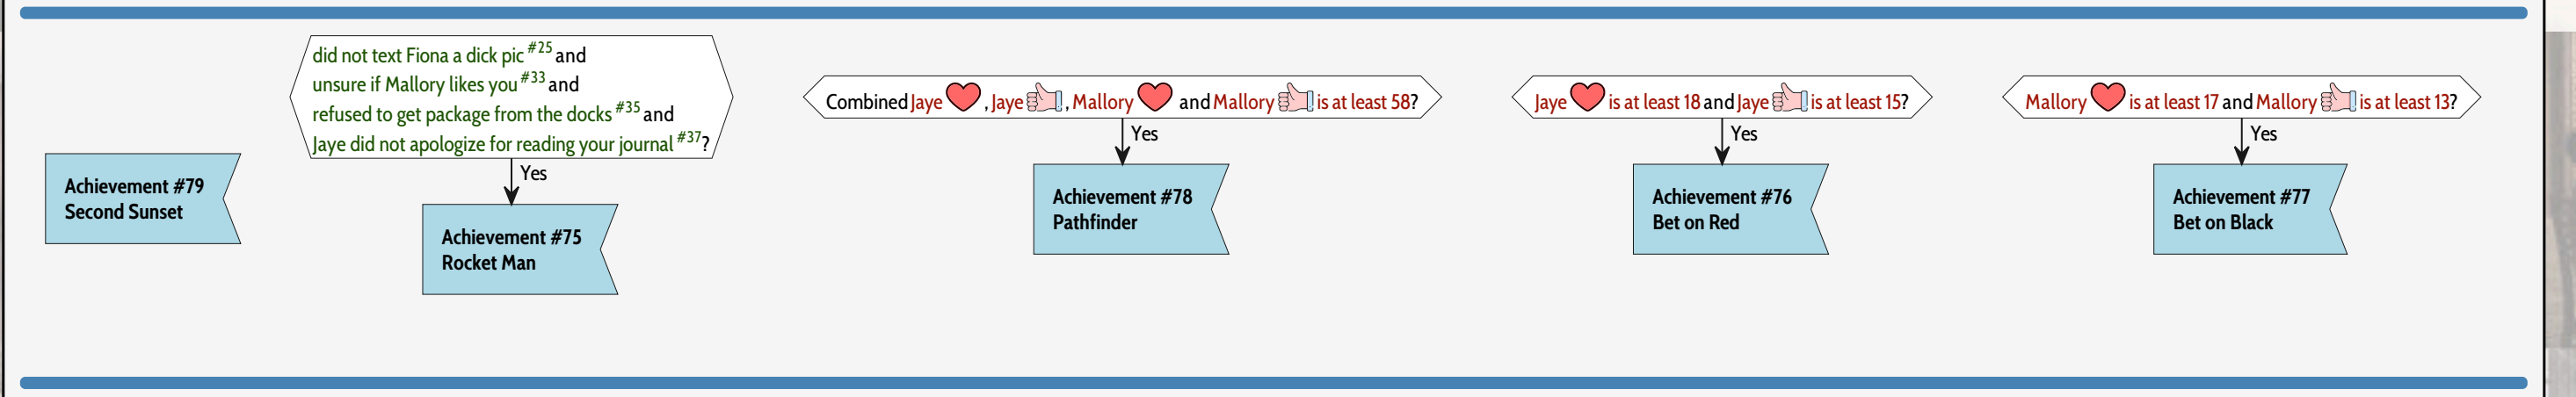 Achievement #79
Second Sunset
did not text Fiona a dick pic #25 and
unsure if Mallory likes you #33 and
refused to get package from the docks #35 and
Jaye did not apologize for reading your journal #37?
Yes
Achievement #75
Rocket Man
Combined Jaye ❤, Jaye 👍, Mallory ❤ and Mallory 👍 is at least 58?
Yes
Achievement #78
Pathfinder
Jaye ❤ is at least 18 and Jaye 👍 is at least 15?
Yes
Achievement #76
Bet on Red
Mallory ❤ is at least 17 and Mallory 👍 is at least 13?
Yes
Achievement #77
Bet on Black